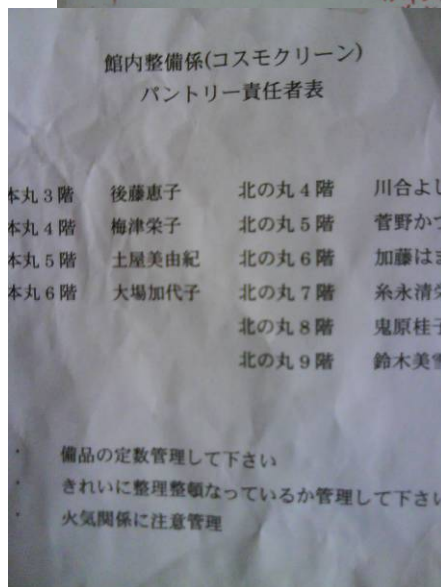 館内整備係(コスモクリーン)
パントリー責任者表
本丸3階 後藤恵子 北の丸4階 川合よし
本丸4階 梅津栄子 北の丸5階 菅野かつ
本丸5階 土屋美由紀 北の丸6階 加藤はま
本丸6階 大場加代子 北の丸7階 糸永清栄
北の丸8階 鬼原桂子
北の丸9階 鈴木美雪
・ 備品の定数管理して下さい
・ きれいに整理整頓なっているか管理して下さい
・ 火気関係に注意管理